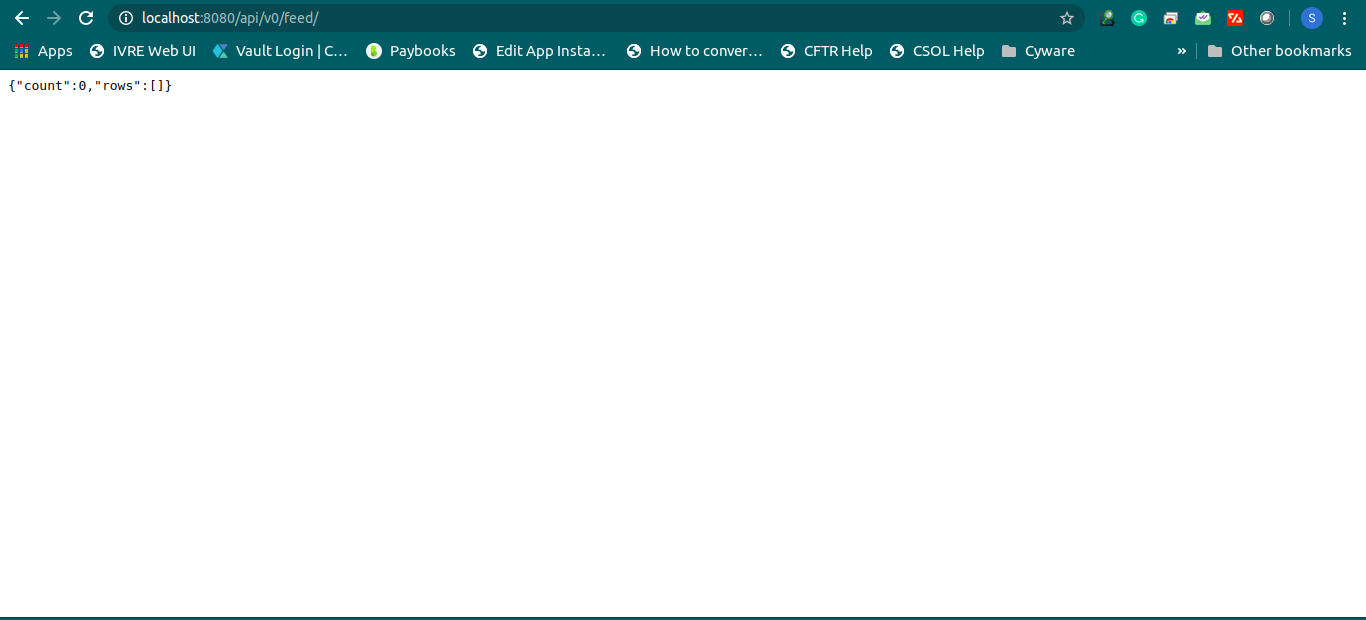 localhost:8080/api/v0/feed/
S
Apps IVRE Web UI Vault Login | C... Paybooks Edit App Insta... How to conver... CFTR Help CSOL Help Cyware » Other bookmarks
{"count":0,"rows":[]}